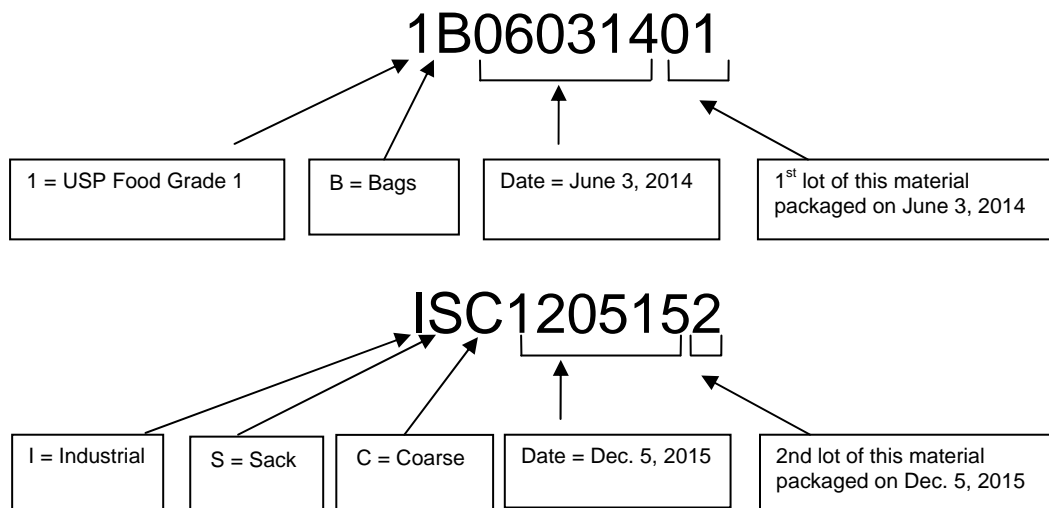 1B06031401
1 = USP Food Grade 1
B = Bags
Date = June 3, 2014
1st lot of this material
packaged on June 3, 2014
ISC1205152
I = Industrial
S = Sack
C = Coarse
Date = Dec. 5, 2015
2nd lot of this material
packaged on Dec. 5, 2015